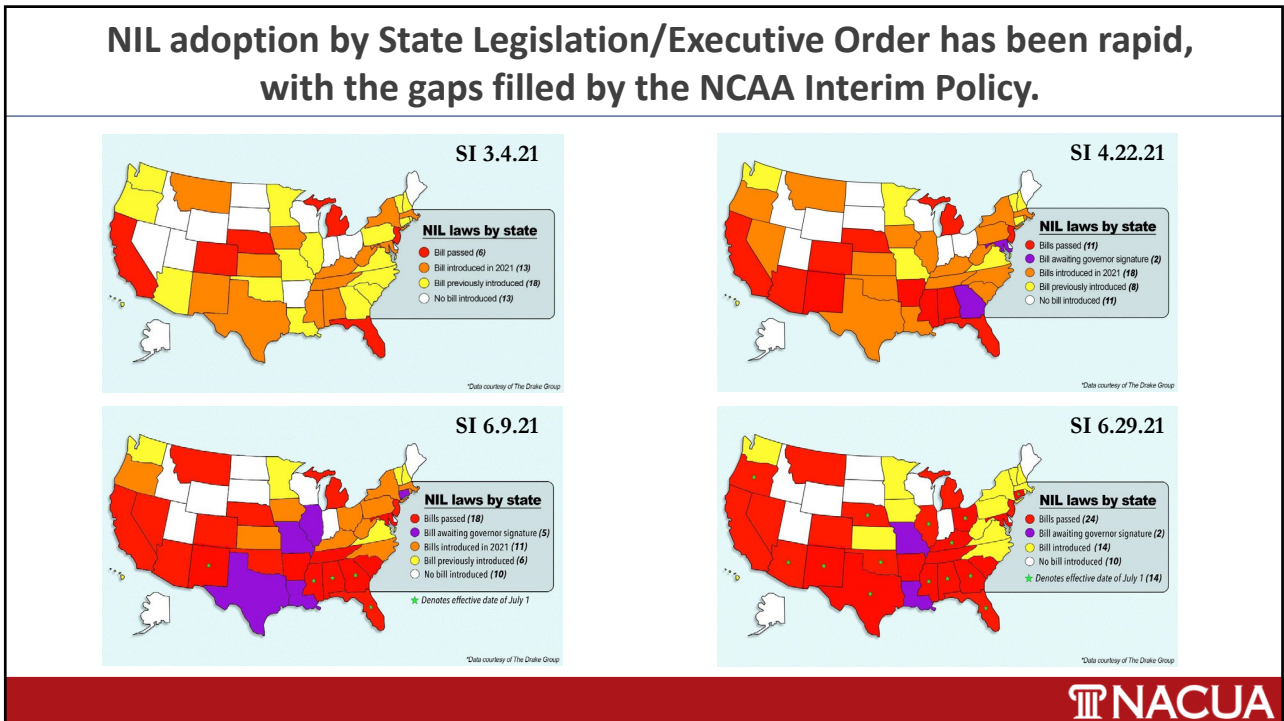 NIL adoption by State Legislation/Executive Order has been rapid,
with the gaps filled by the NCAA Interim Policy.
SI 3.4.21
NIL laws by state
Bill passed (6)
Bill introduced in 2021 (13)
Bill previously introduced (18)
No bill introduced (13)
*Data courtesy of The Drake Group
SI 4.22.21
NIL laws by state
Bills passed (11)
Bill awaiting governor signature (2)
Bills introduced in 2021 (18)
Bill previously introduced (8)
No bill introduced (11)
*Data courtesy of The Drake Group
SI 6.9.21
NIL laws by state
Bills passed (18)
Bill awaiting governor signature (5)
Bills introduced in 2021 (11)
Bill previously introduced (6)
No bill introduced (10)
Denotes effective date of July 1
*Data courtesy of The Drake Group
SI 6.29.21
NIL laws by state
Bills passed (24)
Bill awaiting governor signature (2)
Bill introduced (14)
No bill introduced (10)
Denotes effective date of July 1 (14)
*Data courtesy of The Drake Group
NACUA